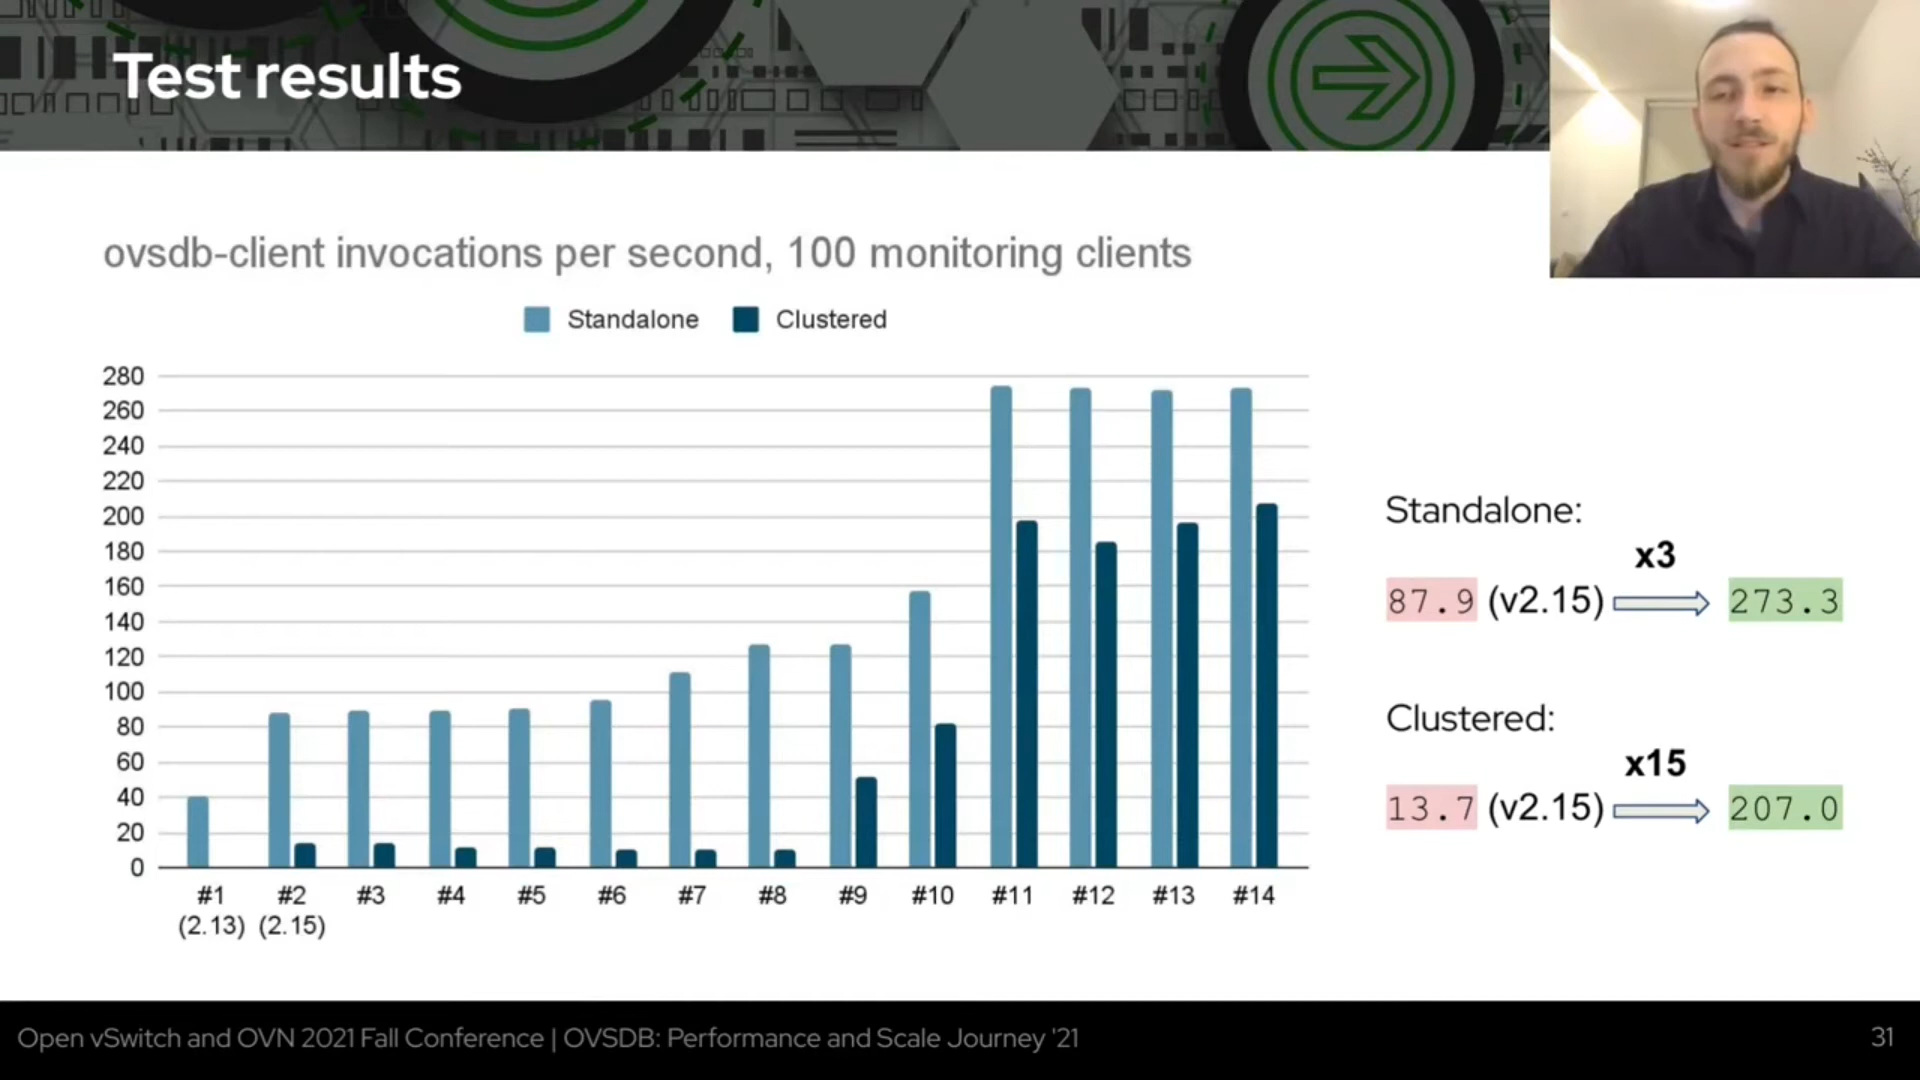 Test results
ovsdb-client invocations per second, 100 monitoring clients
Standalone Clustered
280
260
240
220
200
180
160
140
120
100
80
60
40
20
0
#1 #2 #3 #4 #5 #6 #7 #8 #9 #10 #11 #12 #13 #14
(2.13) (2.15)
Standalone:
x3
87.9 (v2.15) 273.3
Clustered:
x15
13.7 (v2.15) 207.0
Open vSwitch and OVN 2021 Fall Conference | OVSDB: Performance and Scale Journey '21
31